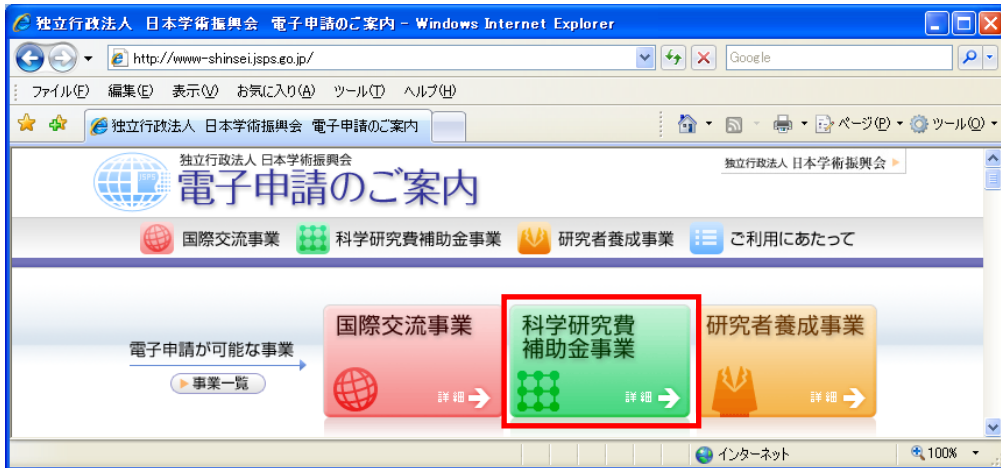 独立行政法人 日本学術振興会 電子申請のご案内 - Windows Internet Explorer
http://www-shinsei.jsps.go.jp/
Google
ファイル(F) 編集(E) 表示(V) お気に入り(A) ツール(T) ヘルプ(H)
独立行政法人 日本学術振興会 電子申請のご案内
ページ(P) ツール(O)
独立行政法人 日本学術振興会
JSPS
電子申請のご案内
独立行政法人 日本学術振興会
国際交流事業 科学研究費補助金事業 研究者養成事業 ご利用にあたって
電子申請が可能な事業
事業一覧
国際交流事業
詳細
科学研究費
補助金事業
詳細
研究者養成事業
詳細
インターネット
100%